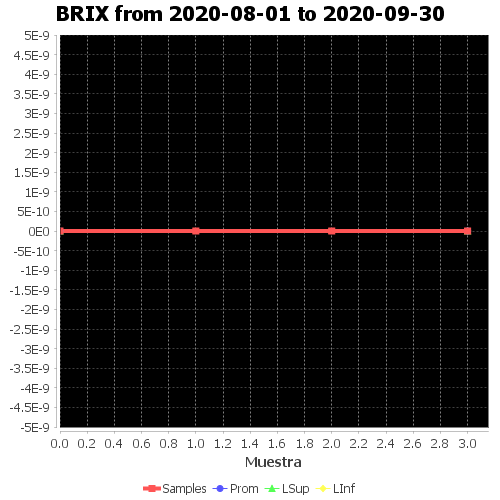 BRIX from 2020-08-01 to 2020-09-30
5E-9
4.5E-9
4E-9
3.5E-9
3E-9
2.5E-9
2E-9
1.5E-9
1E-9
5E-10
0E0
-5E-10
-1E-9
-1.5E-9
-2E-9
-2.5E-9
-3E-9
-3.5E-9
-4E-9
-4.5E-9
-5E-9
0.0 0.2 0.4 0.6 0.8 1.0 1.2 1.4 1.6 1.8 2.0 2.2 2.4 2.6 2.8 3.0
Muestra
Samples Prom LSup LInf